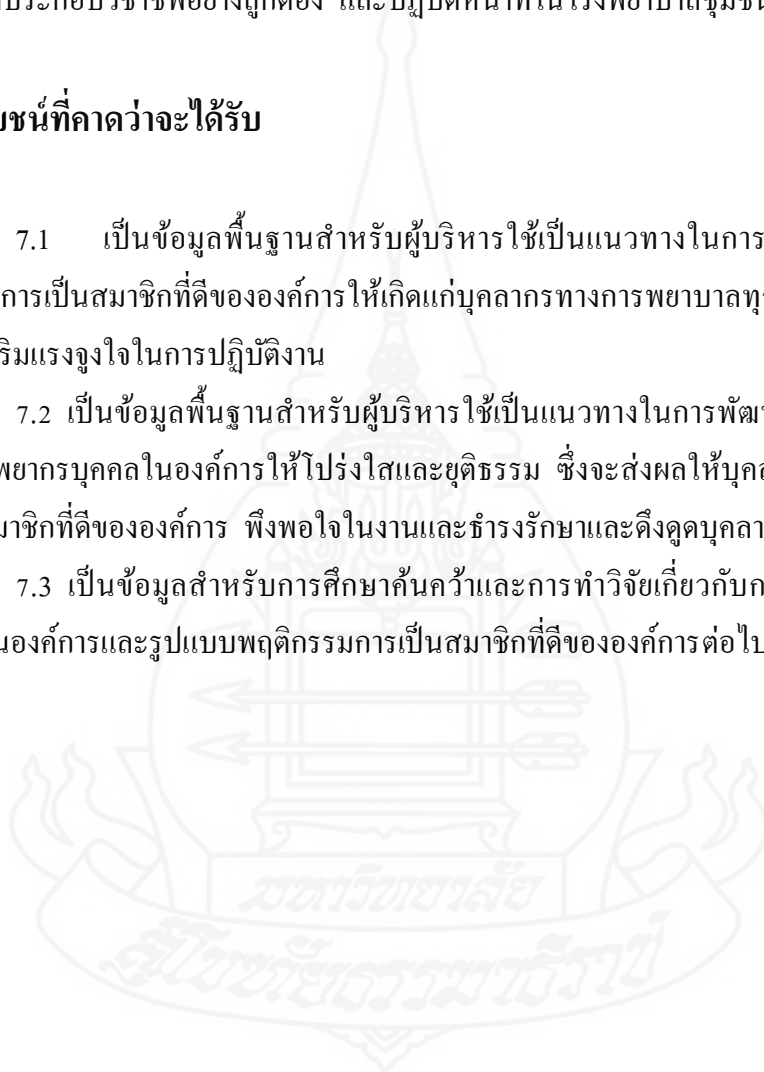 ประกอบวิชาชีพอย่างถูกต้อง และปฏิบัติหน้าที่ในโรงพยาบาลชุมชน
ยชน์ที่คาดว่าจะได้รับ
7.1 เป็นข้อมูลพื้นฐานสำหรับผู้บริหารใช้เป็นแนวทางในการ
การเป็นสมาชิกที่ดีขององค์การให้เกิดแก่บุคลากรทางการพยาบาลทุ
ริมแรงจูงใจในการปฏิบัติงาน
7.2 เป็นข้อมูลพื้นฐานสำหรับผู้บริหารใช้เป็นแนวทางในการพัฒ
พยากรบุคคลในองค์การให้โปร่งใสและยุติธรรม ซึ่งจะส่งผลให้บุคล
มาชิกที่ดีขององค์การ พึงพอใจในงานและธำรงรักษาและดึงดูดบุคลา
7.3 เป็นข้อมูลสำหรับการศึกษาค้นคว้าและการทำวิจัยเกี่ยวกับก
นองค์การและรูปแบบพฤติกรรมการเป็นสมาชิกที่ดีขององค์การต่อไป
มหาวิทยาลัย
สุโขทัยธรรมาธิราช